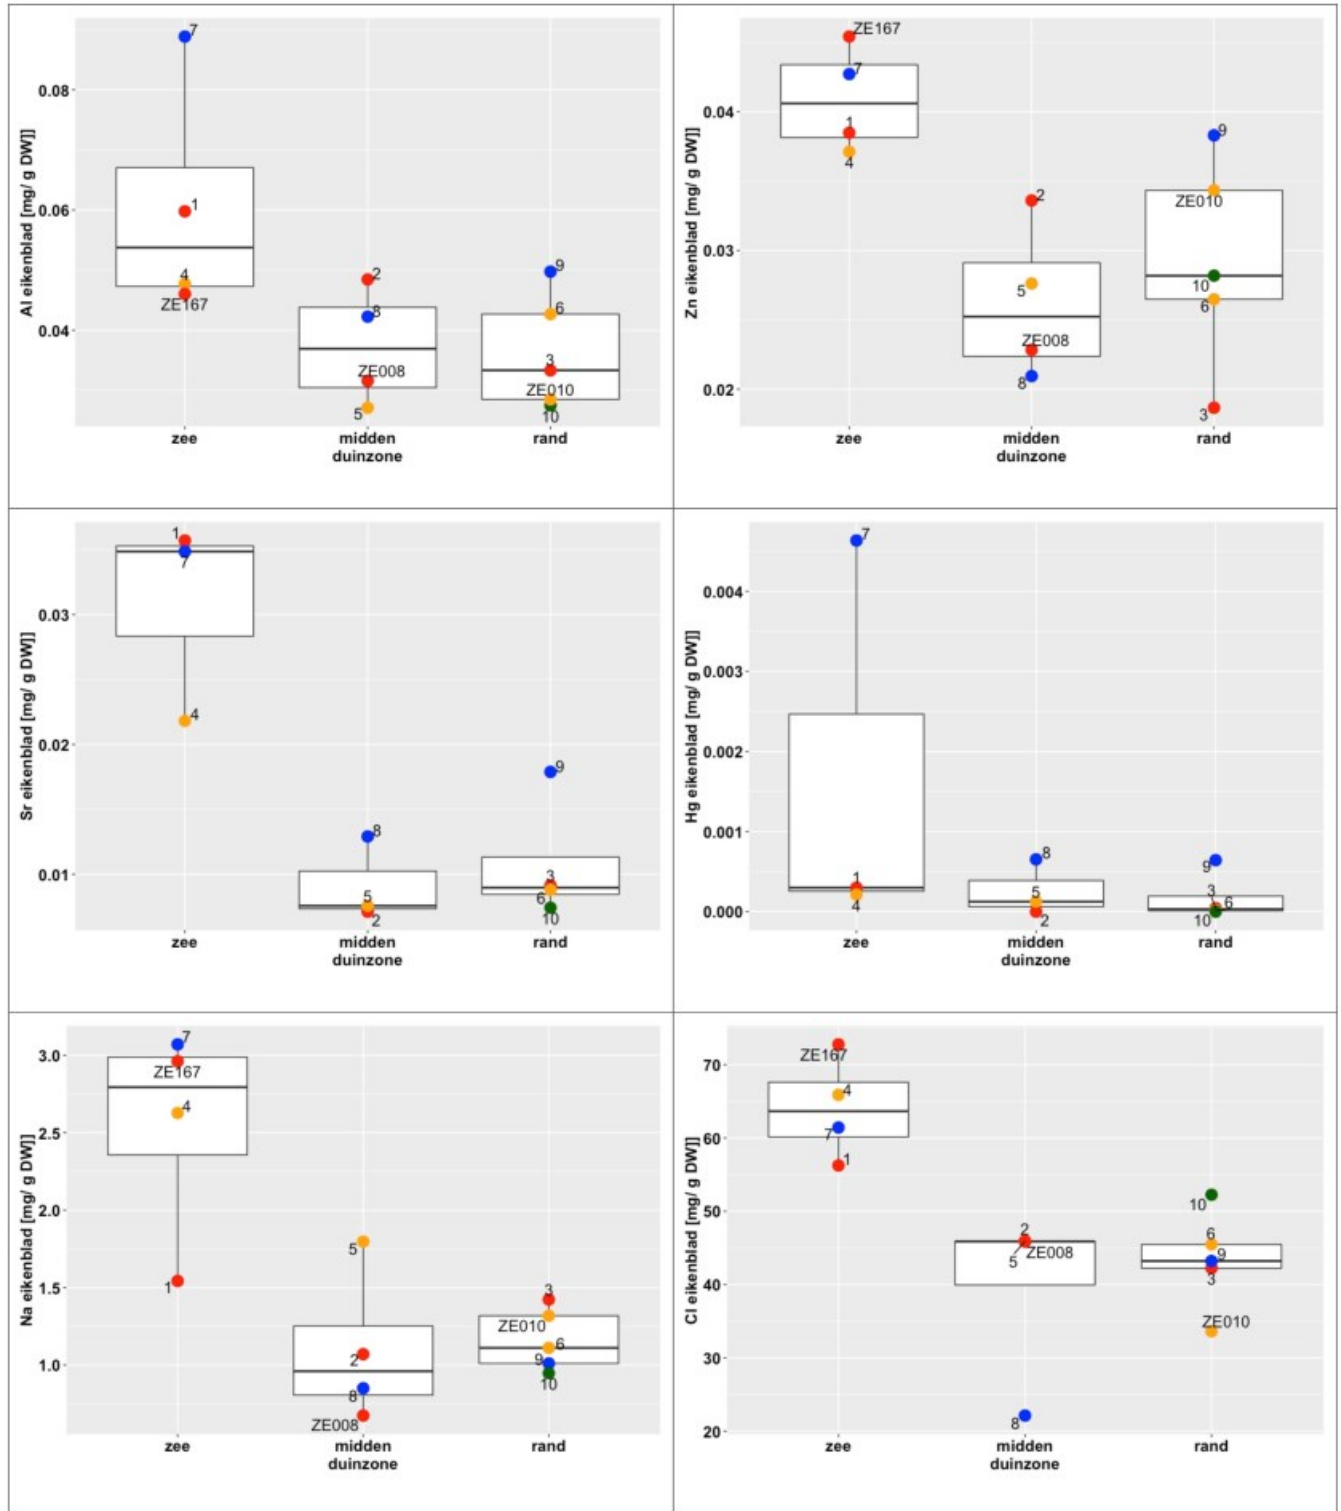 Al eikenblad [mg/ g DW]]
0.08
0.06
0.04
7
1
4
ZE167
2
8
ZE008
5
9
6
3
ZE010
10
zee
midden
rand
duinzone
Zn eikenblad [mg/ g DW]]
0.04
0.03
0.02
ZE167
7
1
4
2
5
ZE008
8
9
ZE010
10
6
3
zee
midden
rand
duinzone
Sr eikenblad [mg/ g DW]]
0.03
0.02
0.01
1
7
4
8
5
2
9
3
6
10
zee
midden
rand
duinzone
Hg eikenblad [mg/ g DW]]
0.004
0.003
0.002
0.001
0.000
7
1
4
8
5
2
9
3
6
10
zee
midden
rand
duinzone
Na eikenblad [mg/ g DW]]
3.0
2.5
2.0
1.5
1.0
7
ZE167
4
1
5
2
8
ZE008
3
ZE010
6
9
10
zee
midden
rand
duinzone
Cl eikenblad [mg/ g DW]]
70
60
50
40
30
20
ZE167
4
7
1
2
ZE008
5
8
10
6
9
3
ZE010
zee
midden
rand
duinzone